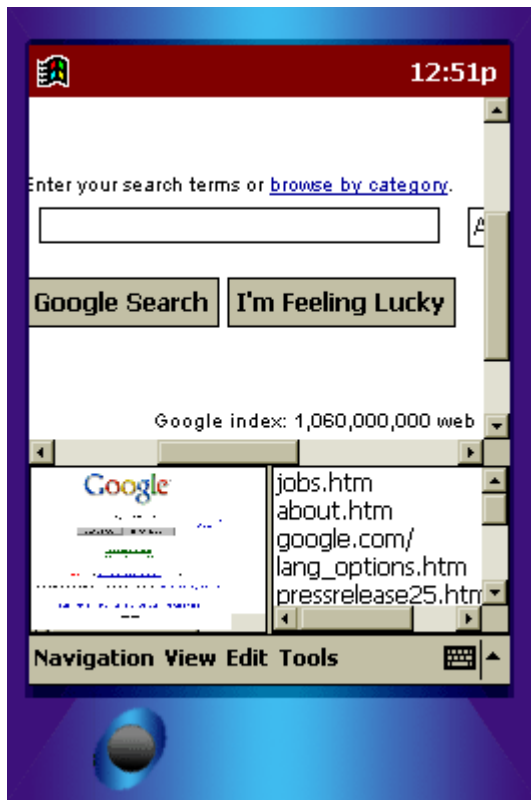 12:51p
Enter your search terms or browse by category.
Google Search I'm Feeling Lucky
Google index: 1,060,000,000 web
Google
jobs.htm
about.htm
google.com/
lang_options.htm
pressrelease25.htm
Navigation View Edit Tools